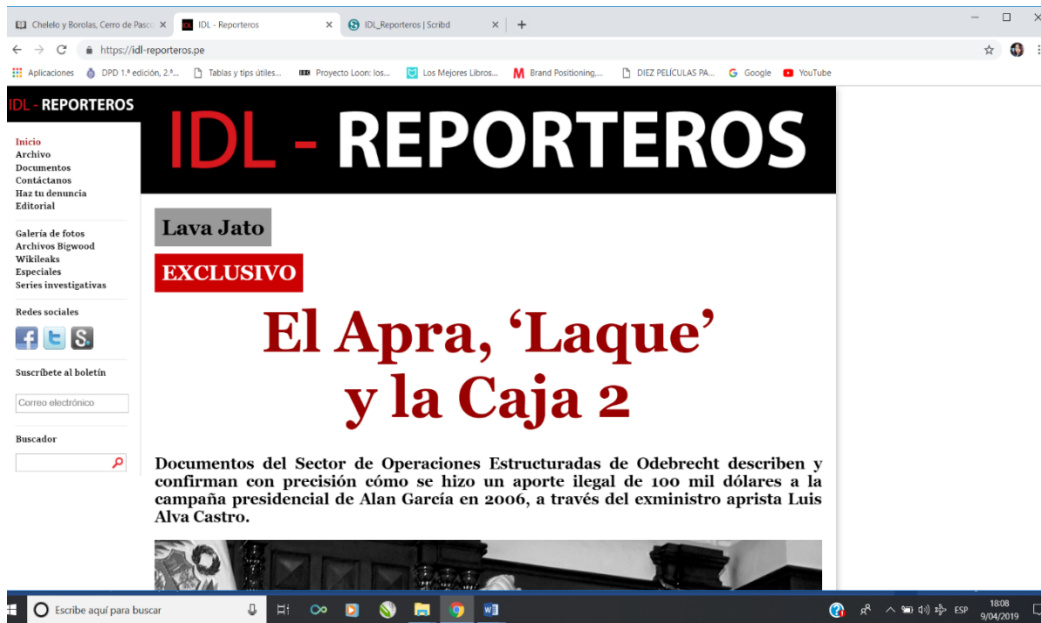 Chelelo y Borolas, Cerro de Pasc
IDL - Reporteros
IDL_Reporteros | Scribd
https://idl-reporteros.pe
Aplicaciones
DPD 1.ª edición, 2.ª...
Tablas y tips útiles...
Proyecto Loon: los...
Los Mejores Libros...
Brand Positioning,...
DIEZ PELÍCULAS PA...
Google
YouTube
IDL - REPORTEROS
IDL - REPORTEROS
Inicio
Archivo
Documentos
Contáctanos
Haz tu denuncia
Editorial
Galería de fotos
Archivos Bigwood
Wikileaks
Especiales
Series investigativas
Redes sociales
Suscríbete al boletín
Correo electrónico
Buscador
Lava Jato
EXCLUSIVO
El Apra, ‘Laque’
y la Caja 2
Documentos del Sector de Operaciones Estructuradas de Odebrecht describen y
confirman con precisión cómo se hizo un aporte ilegal de 100 mil dólares a la
campaña presidencial de Alan García en 2006, a través del exministro aprista Luis
Alva Castro.
Escribe aquí para buscar
ESP
18:08
9/04/2019